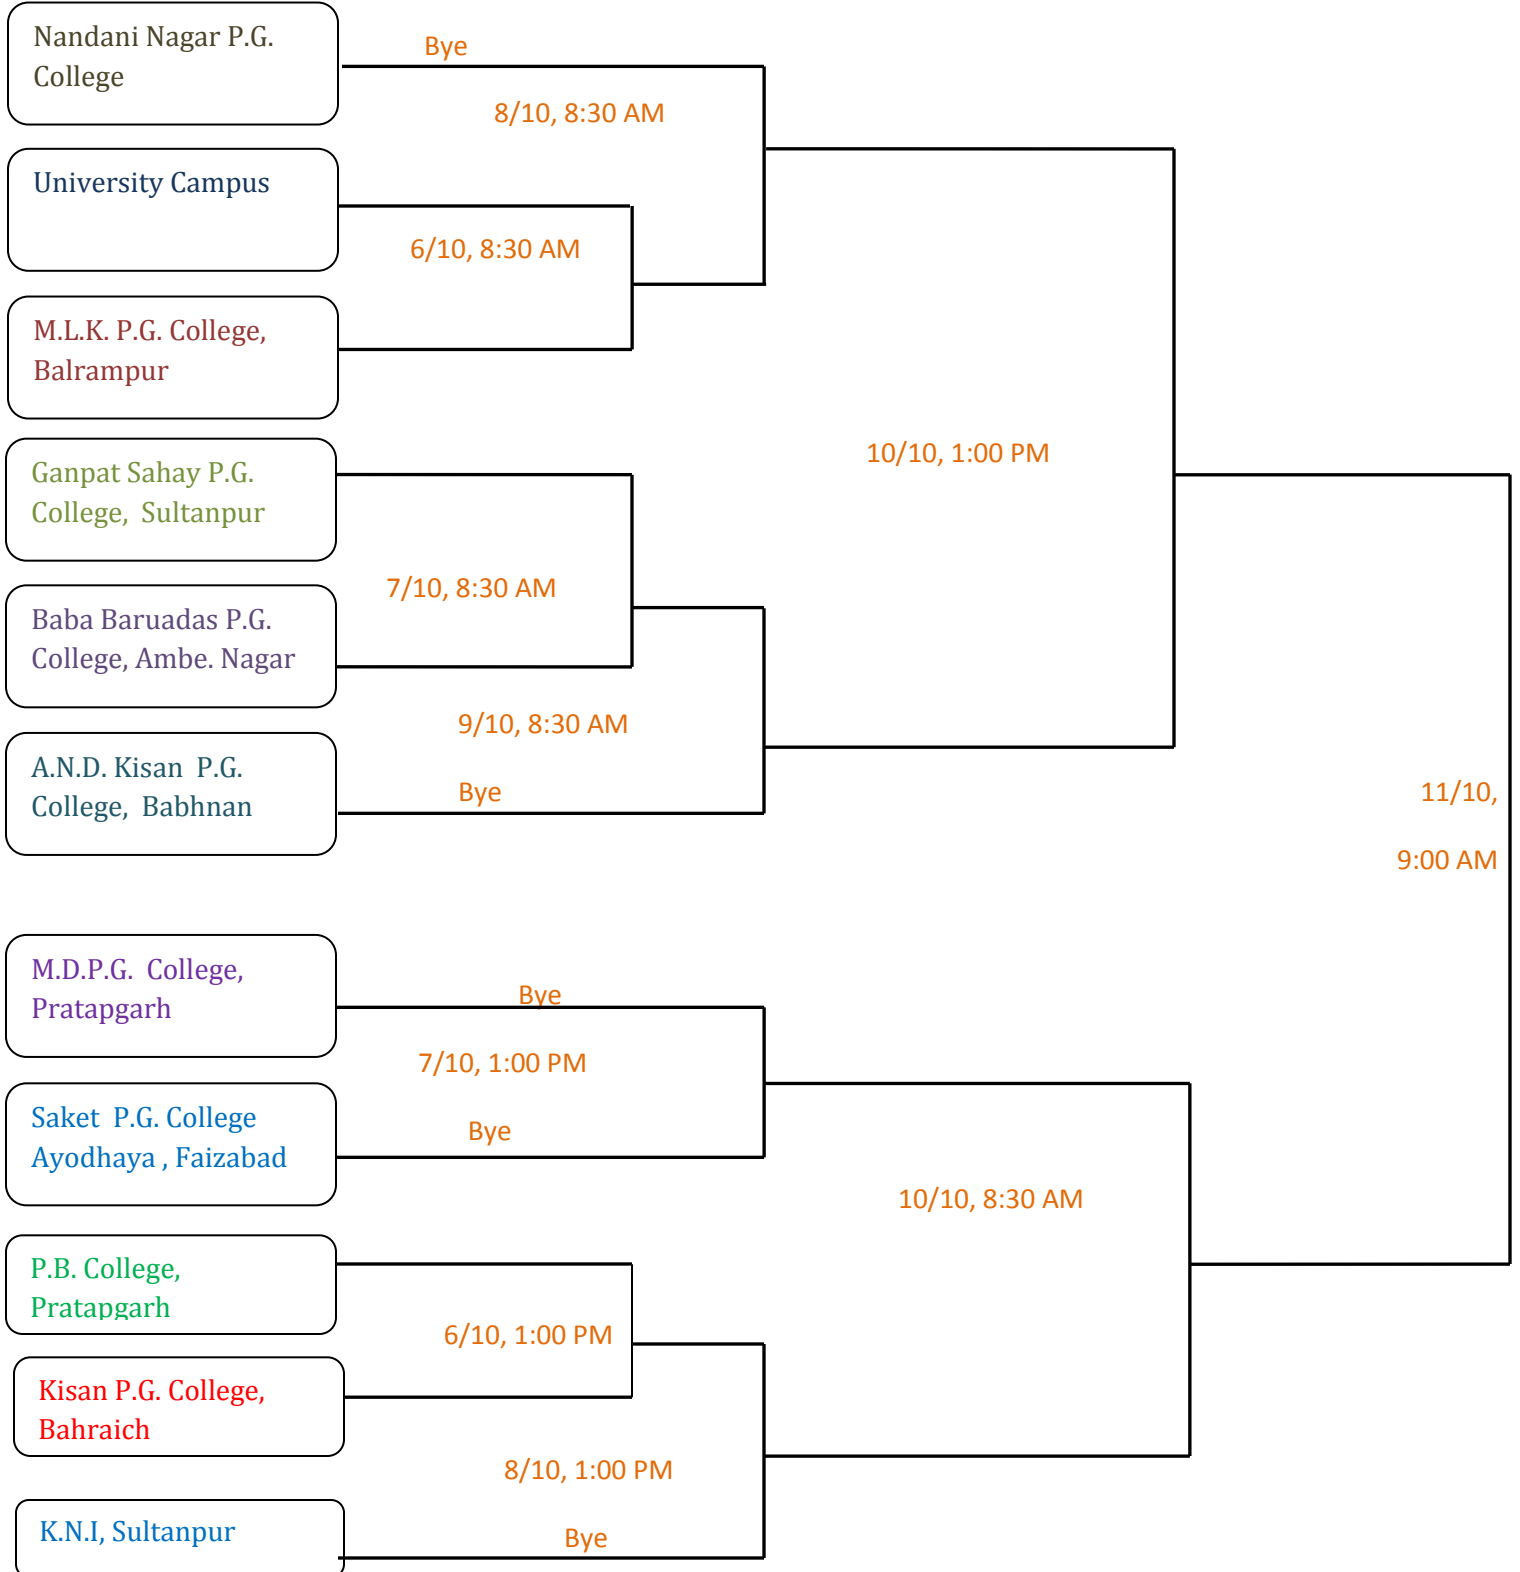 Nandani Nagar P.G.
College
Bye
8/10, 8:30 AM
University Campus
6/10, 8:30 AM
M.L.K. P.G. College,
Balrampur
10/10, 1:00 PM
Ganpat Sahay P.G.
College,  Sultanpur
7/10, 8:30 AM
Baba Baruadas P.G.
College, Ambe. Nagar
9/10, 8:30 AM
A.N.D. Kisan  P.G.
College,  Babhnan
Bye
11/10,
9:00 AM
M.D.P.G.  College,
Pratapgarh
Bye
7/10, 1:00 PM
Saket  P.G. College
Ayodhaya , Faizabad
Bye
10/10, 8:30 AM
P.B. College,
Pratapgarh
6/10, 1:00 PM
Kisan P.G. College,
Bahraich
8/10, 1:00 PM
K.N.I, Sultanpur
Bye